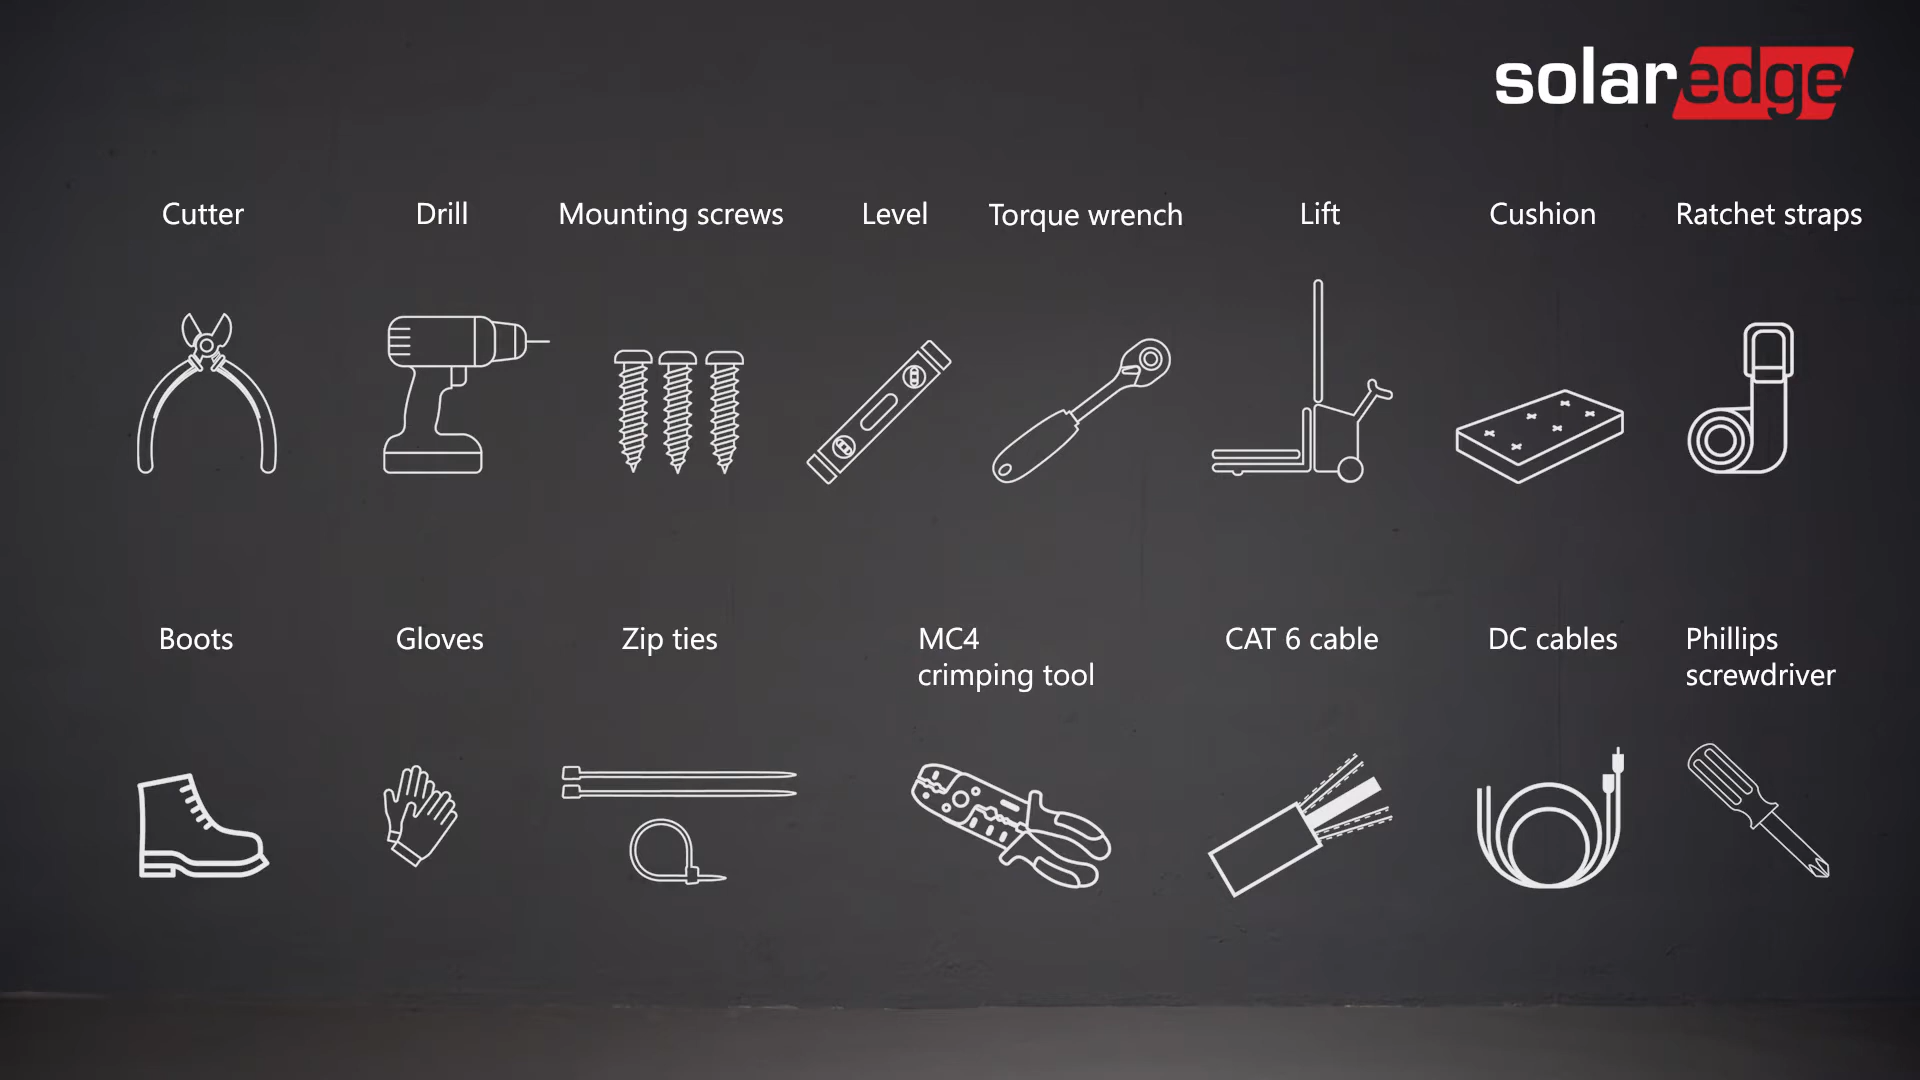 solaredge
Cutter
Drill
Mounting screws
Level
Torque wrench
Lift
Cushion
Ratchet straps
Boots
Gloves
Zip ties
MC4
crimping tool
CAT 6 cable
DC cables
Phillips
screwdriver